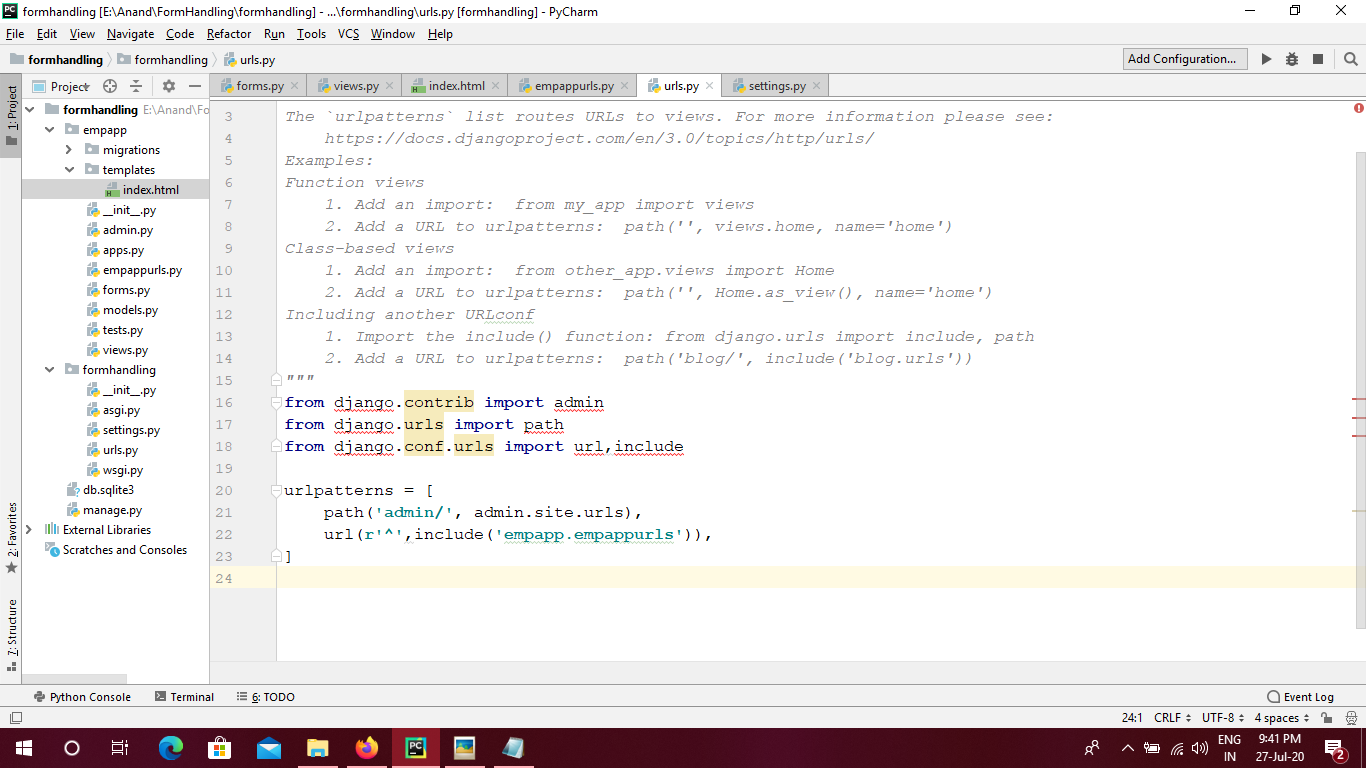 formhandling [E:\Anand\FormHandling\formhandling] - ...\formhandling\urls.py [formhandling] - PyCharm
File Edit View Navigate Code Refactor Run Tools VCS Window Help
formhandling formhandling urls.py Add Configuration...
1: Project
Project
forms.py views.py index.html empappurls.py urls.py settings.py
formhandling E:\Anand\Fo
empapp
migrations
templates
index.html
__init__.py
admin.py
apps.py
empappurls.py
forms.py
models.py
tests.py
views.py
formhandling
__init__.py
asgi.py
settings.py
urls.py
wsgi.py
db.sqlite3
manage.py
External Libraries
Scratches and Consoles
2: Favorites
7: Structure
3 The `urlpatterns` list routes URLs to views. For more information please see:
4 https://docs.djangoproject.com/en/3.0/topics/http/urls/
5 Examples:
6 Function views
7 1. Add an import:  from my_app import views
8 2. Add a URL to urlpatterns:  path('', views.home, name='home')
9 Class-based views
10 1. Add an import:  from other_app.views import Home
11 2. Add a URL to urlpatterns:  path('', Home.as_view(), name='home')
12 Including another URLconf
13 1. Import the include() function: from django.urls import include, path
14 2. Add a URL to urlpatterns:  path('blog/', include('blog.urls'))
15 """
16 from django.contrib import admin
17 from django.urls import path
18 from django.conf.urls import url,include
19
20 urlpatterns = [
21 path('admin/', admin.site.urls),
22 url(r'^',include('empapp.empappurls')),
23 ]
24
Python Console Terminal 6: TODO Event Log
24:1 CRLF UTF-8 4 spaces
ENG 9:41 PM
IN 27-Jul-20 2